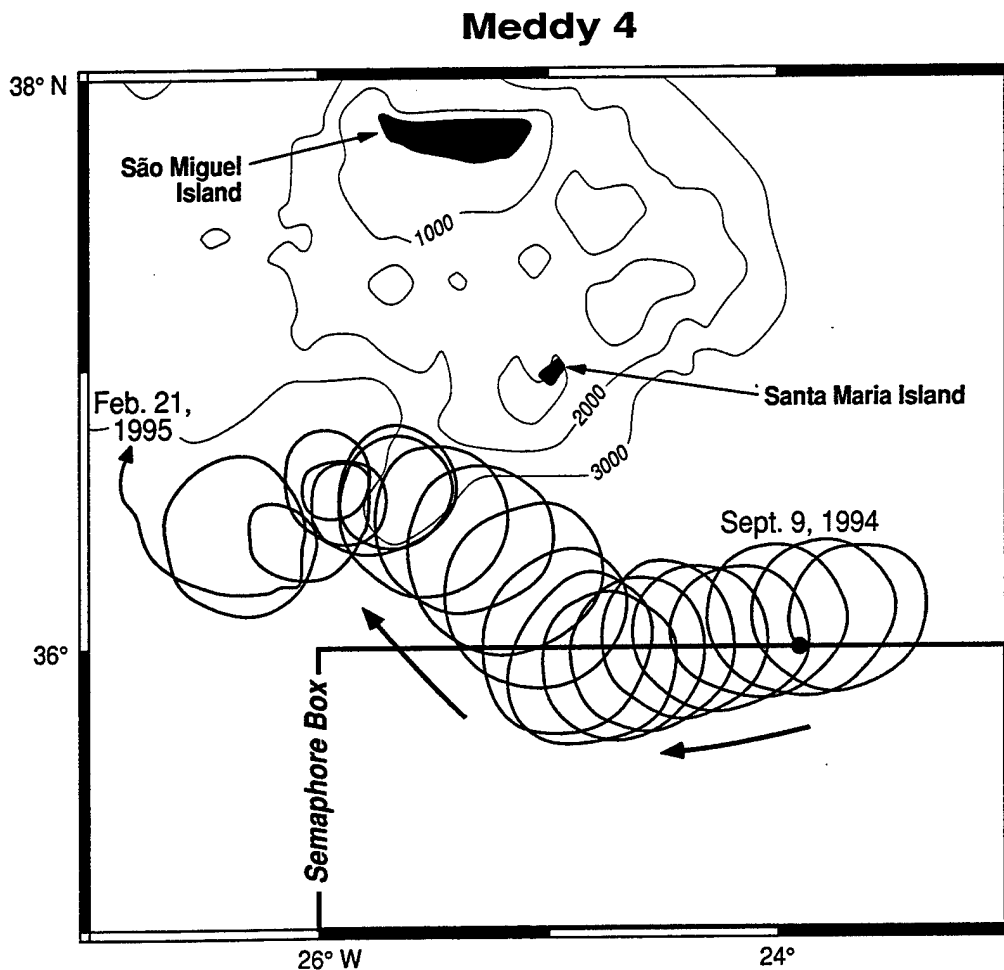 Meddy 4
38° N
São Miguel
Island
1000
Santa Maria Island
2000
Feb. 21,
1995
3000
Sept. 9, 1994
36°
Semaphore Box
26° W
24°